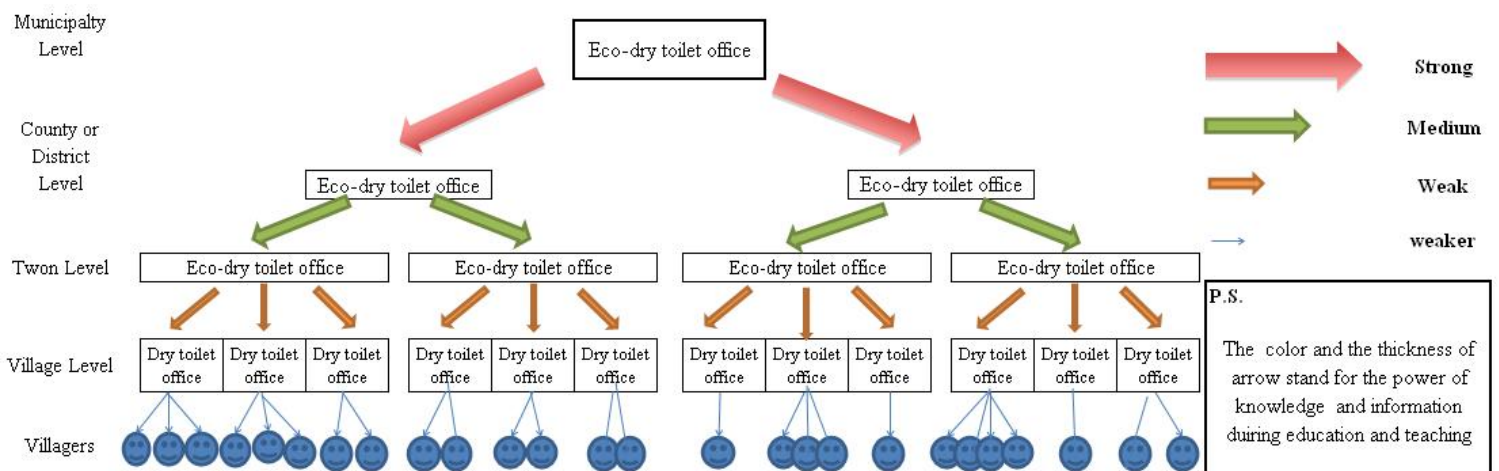 Municipalty
Level
Eco-dry toilet office
Strong
County or
District
Level
Medium
Eco-dry toilet office
Eco-dry toilet office
Weak
weaker
Twon Level
Eco-dry toilet office
Eco-dry toilet office
Eco-dry toilet office
Eco-dry toilet office
Village Level
Dry toilet
office
Dry toilet
office
Dry toilet
office
Dry toilet
office
Dry toilet
office
Dry toilet
office
Dry toilet
office
Dry toilet
office
Dry toilet
office
Dry toilet
office
Dry toilet
office
Dry toilet
office
Villagers
P.S.
The color and the thickness of
arrow stand for the power of
knowledge and information
duiring education and teaching